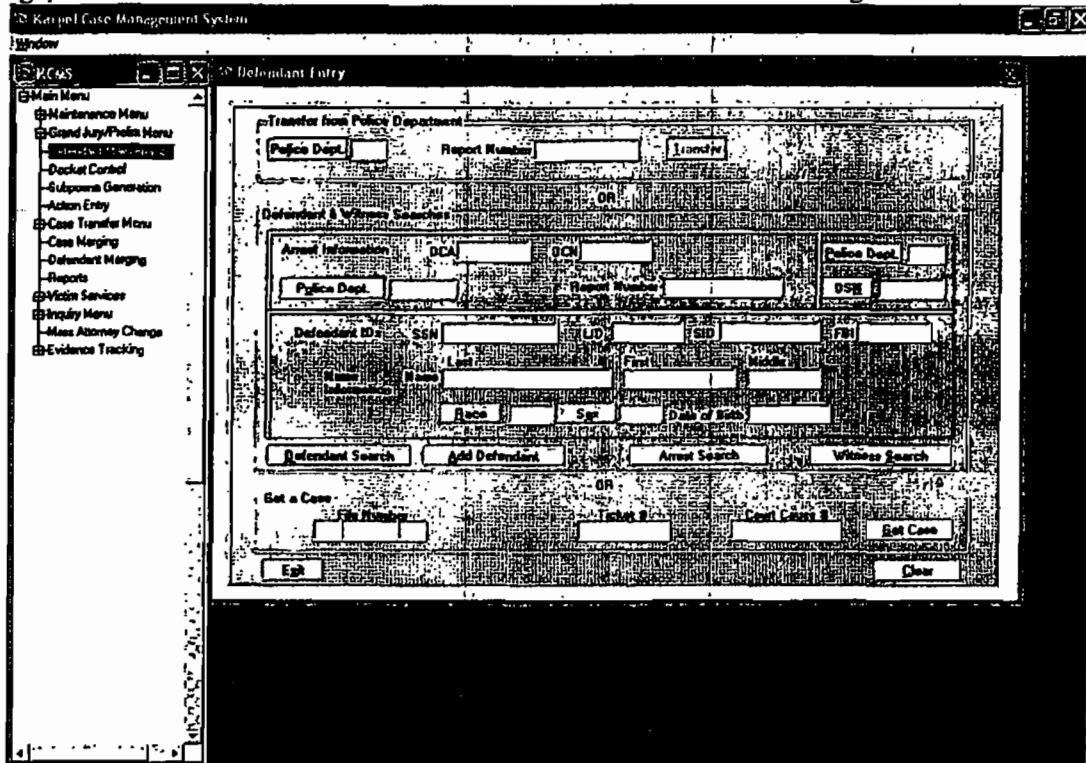 Karpel Case Management System
Window
KCMS
Defendant Entry
Main Menu
Maintenance Menu
Grand Jury/Prelim Menu
Docket Control
Subpoena Generation
Action Entry
Case Transfer Menu
Case Merging
Defendant Merging
Reports
Victim Services
Inquiry Menu
Mass Attorney Change
Evidence Tracking
Transfer from Police Department
Police Dept. Report Number Transfer
OR
Defendant & Witness Searches
Arrest Information OCA OCN Police Dept.
Police Dept. Report Number DSN
Defendant ID: SSN LID SID FBI
Last First Middle
Name Information Name
Race Sex Date of Birth
Defendant Search Add Defendant Arrest Search Witness Search
OR
Get a Case
File Number Ticket # Court Cause #
Get Case
Exit Clear